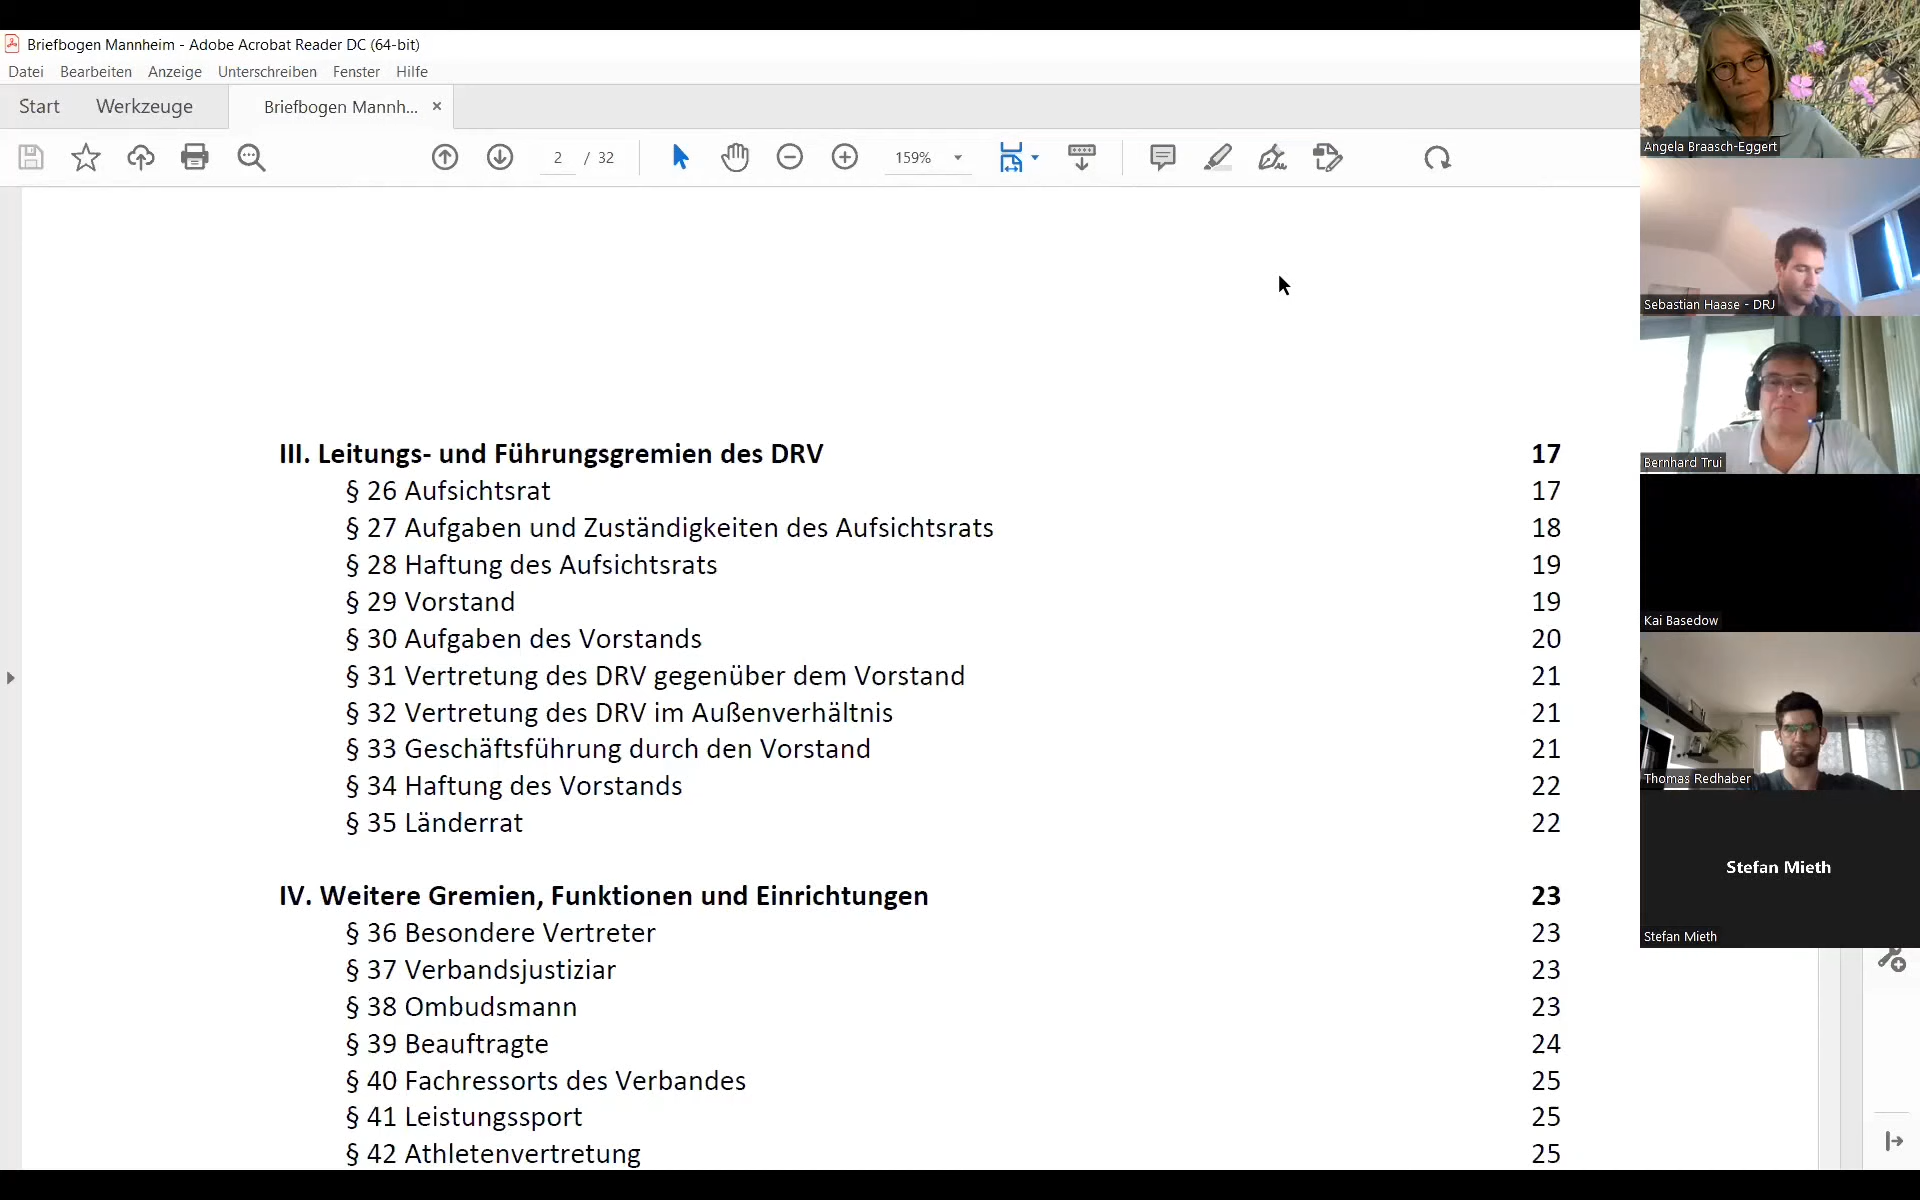 Briefbogen Mannheim - Adobe Acrobat Reader DC (64-bit)
Datei Bearbeiten Anzeige Unterschreiben Fenster Hilfe
Start Werkzeuge Briefbogen Mannh... ×
2 / 32 159%
III. Leitungs- und Führungsgremien des DRV 17
§ 26 Aufsichtsrat 17
§ 27 Aufgaben und Zuständigkeiten des Aufsichtsrats 18
§ 28 Haftung des Aufsichtsrats 19
§ 29 Vorstand 19
§ 30 Aufgaben des Vorstands 20
§ 31 Vertretung des DRV gegenüber dem Vorstand 21
§ 32 Vertretung des DRV im Außenverhältnis 21
§ 33 Geschäftsführung durch den Vorstand 21
§ 34 Haftung des Vorstands 22
§ 35 Länderrat 22
IV. Weitere Gremien, Funktionen und Einrichtungen 23
§ 36 Besondere Vertreter 23
§ 37 Verbandsjustiziar 23
§ 38 Ombudsmann 23
§ 39 Beauftragte 24
§ 40 Fachressorts des Verbandes 25
§ 41 Leistungssport 25
§ 42 Athletenvertretung 25
Angela Braasch-Eggert
Sebastian Haase - DRJ
Bernhard Trui
Kai Basedow
Thomas Redhaber
Stefan Mieth
Stefan Mieth